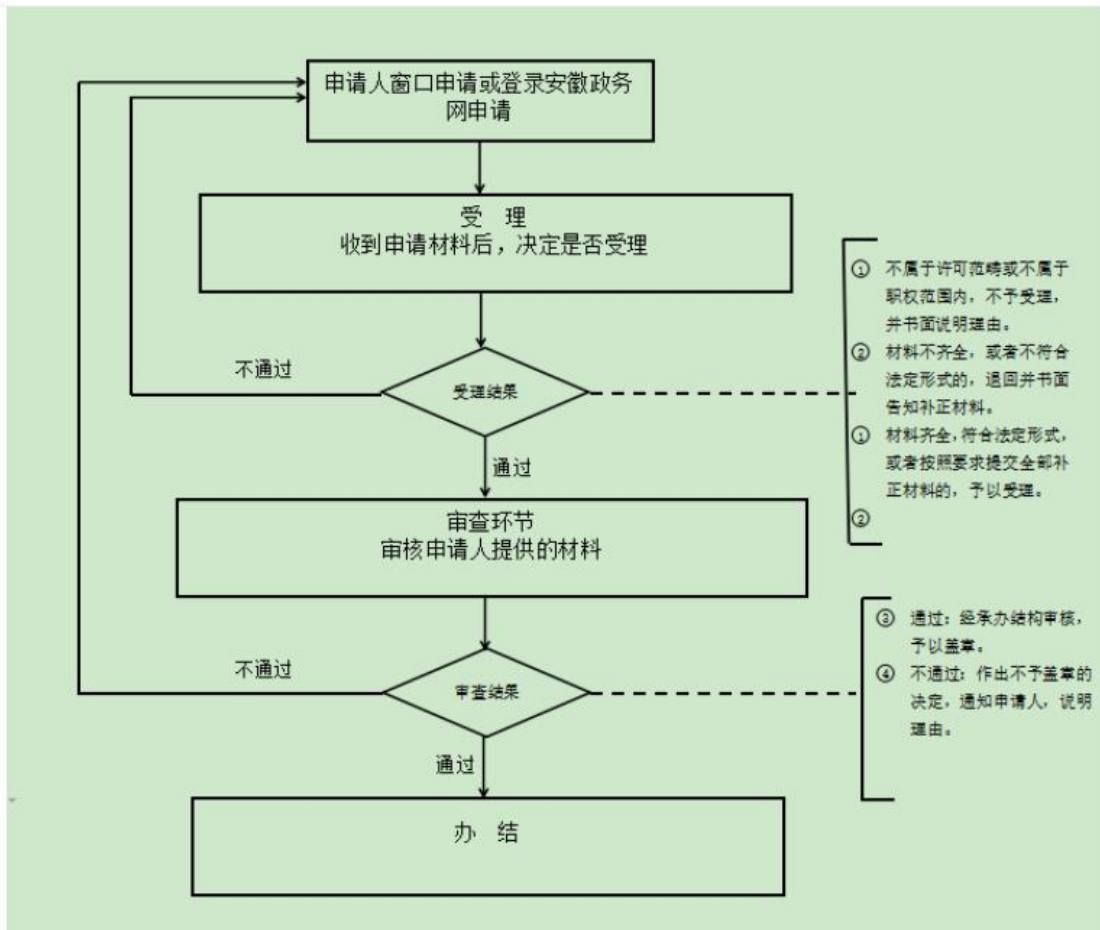 申请人窗口申请或登录安徽政务
网申请
受 理
收到申请材料后，决定是否受理
① 不属于许可范畴或不属于
职权范围内，不予受理，
并书面说明理由。
② 材料不齐全，或者不符合
法定形式的，退回并书面
告知补正材料。
① 材料齐全，符合法定形式，
或者按照要求提交全部补
正材料的，予以受理。
②
不通过
受理结果
通过
审查环节
审核申请人提供的材料
③ 通过：经承办结构审核，
予以盖章。
④ 不通过：作出不予盖章的
决定，通知申请人，说明
理由。
不通过
审查结果
通过
办 结